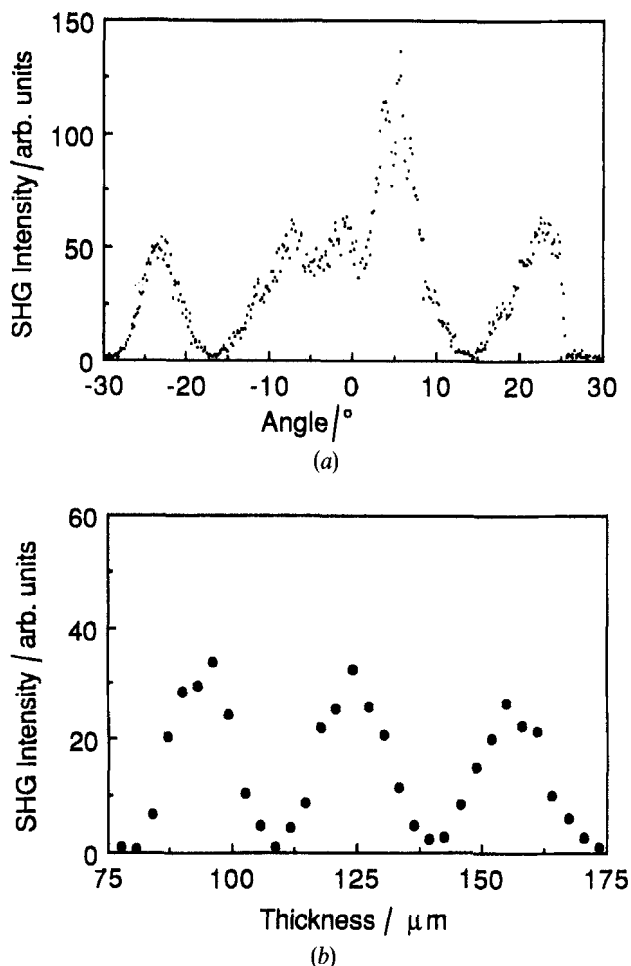 150
100
50
0
SHG Intensity /arb. units
-30 -20 -10 0 10 20 30
Angle/°
(a)
60
40
20
0
SHG Intensity / arb. units
75 100 125 150 175
Thickness / μm
(b)